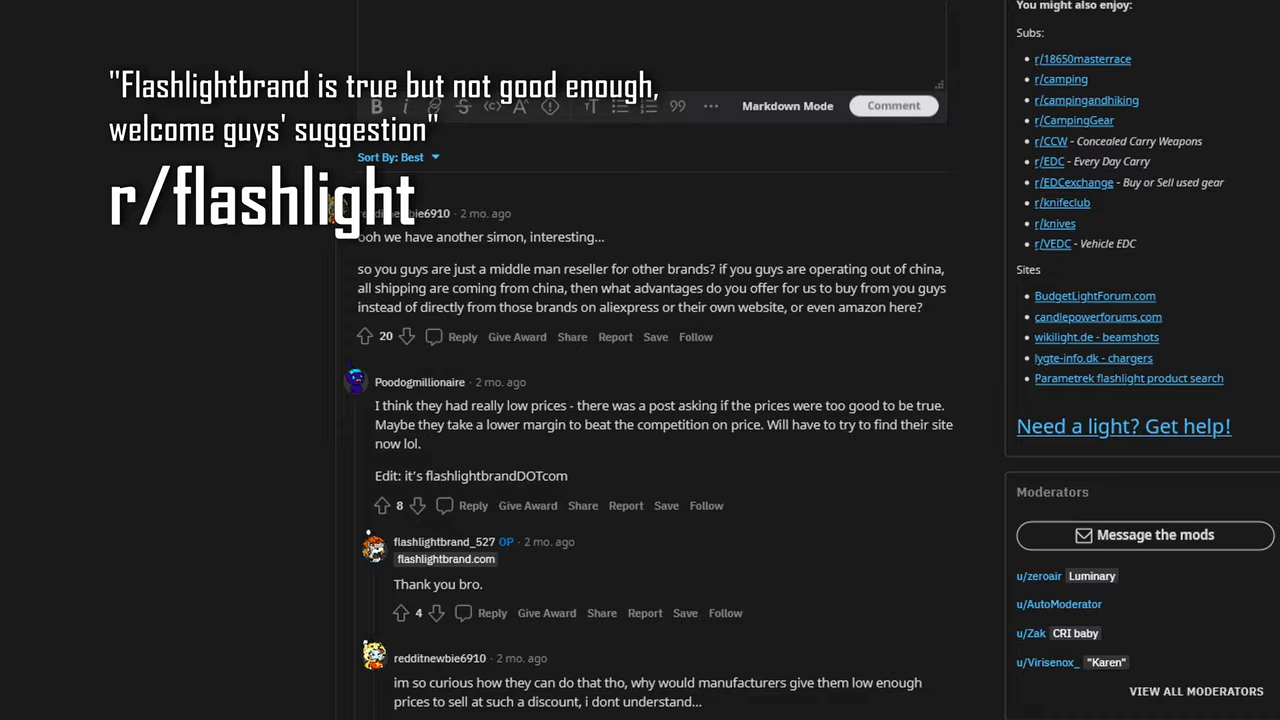 "Flashlightbrand is true but not good enough,
welcome guys' suggestion"
r/flashlight
Markdown Mode
Comment
Sort By: Best
6910 · 2 mo. ago
ooh we have another simon, interesting...
so you guys are just a middle man reseller for other brands? if you guys are operating out of china,
all shipping are coming from china, then what advantages do you offer for us to buy from you guys
instead of directly from those brands on aliexpress or their own website, or even amazon here?
20 Reply Give Award Share Report Save Follow
Poodogmillionaire · 2 mo. ago
I think they had really low prices - there was a post asking if the prices were too good to be true.
Maybe they take a lower margin to beat the competition on price. Will have to try to find their site
now lol.
Edit: it's flashlightbrandDOTcom
8 Reply Give Award Share Report Save Follow
flashlightbrand_527 OP · 2 mo. ago
flashlightbrand.com
Thank you bro.
4 Reply Give Award Share Report Save Follow
redditnewbie6910 · 2 mo. ago
im so curious how they can do that tho, why would manufacturers give them low enough
prices to sell at such a discount, i dont understand...
You might also enjoy:
Subs:
r/18650masterrace
r/camping
r/campingandhiking
r/CampingGear
r/CCW - Concealed Carry Weapons
r/EDC - Every Day Carry
r/EDCexchange - Buy or Sell used gear
r/knifeclub
r/knives
r/VEDC - Vehicle EDC
Sites
BudgetLightForum.com
candlepowerforums.com
wikilight.de - beamshots
lygte-info.dk - chargers
Parametrek flashlight product search
Need a light? Get help!
Moderators
Message the mods
u/zeroair Luminary
u/AutoModerator
u/Zak CRI baby
u/Virisenox_ "Karen"
VIEW ALL MODERATORS